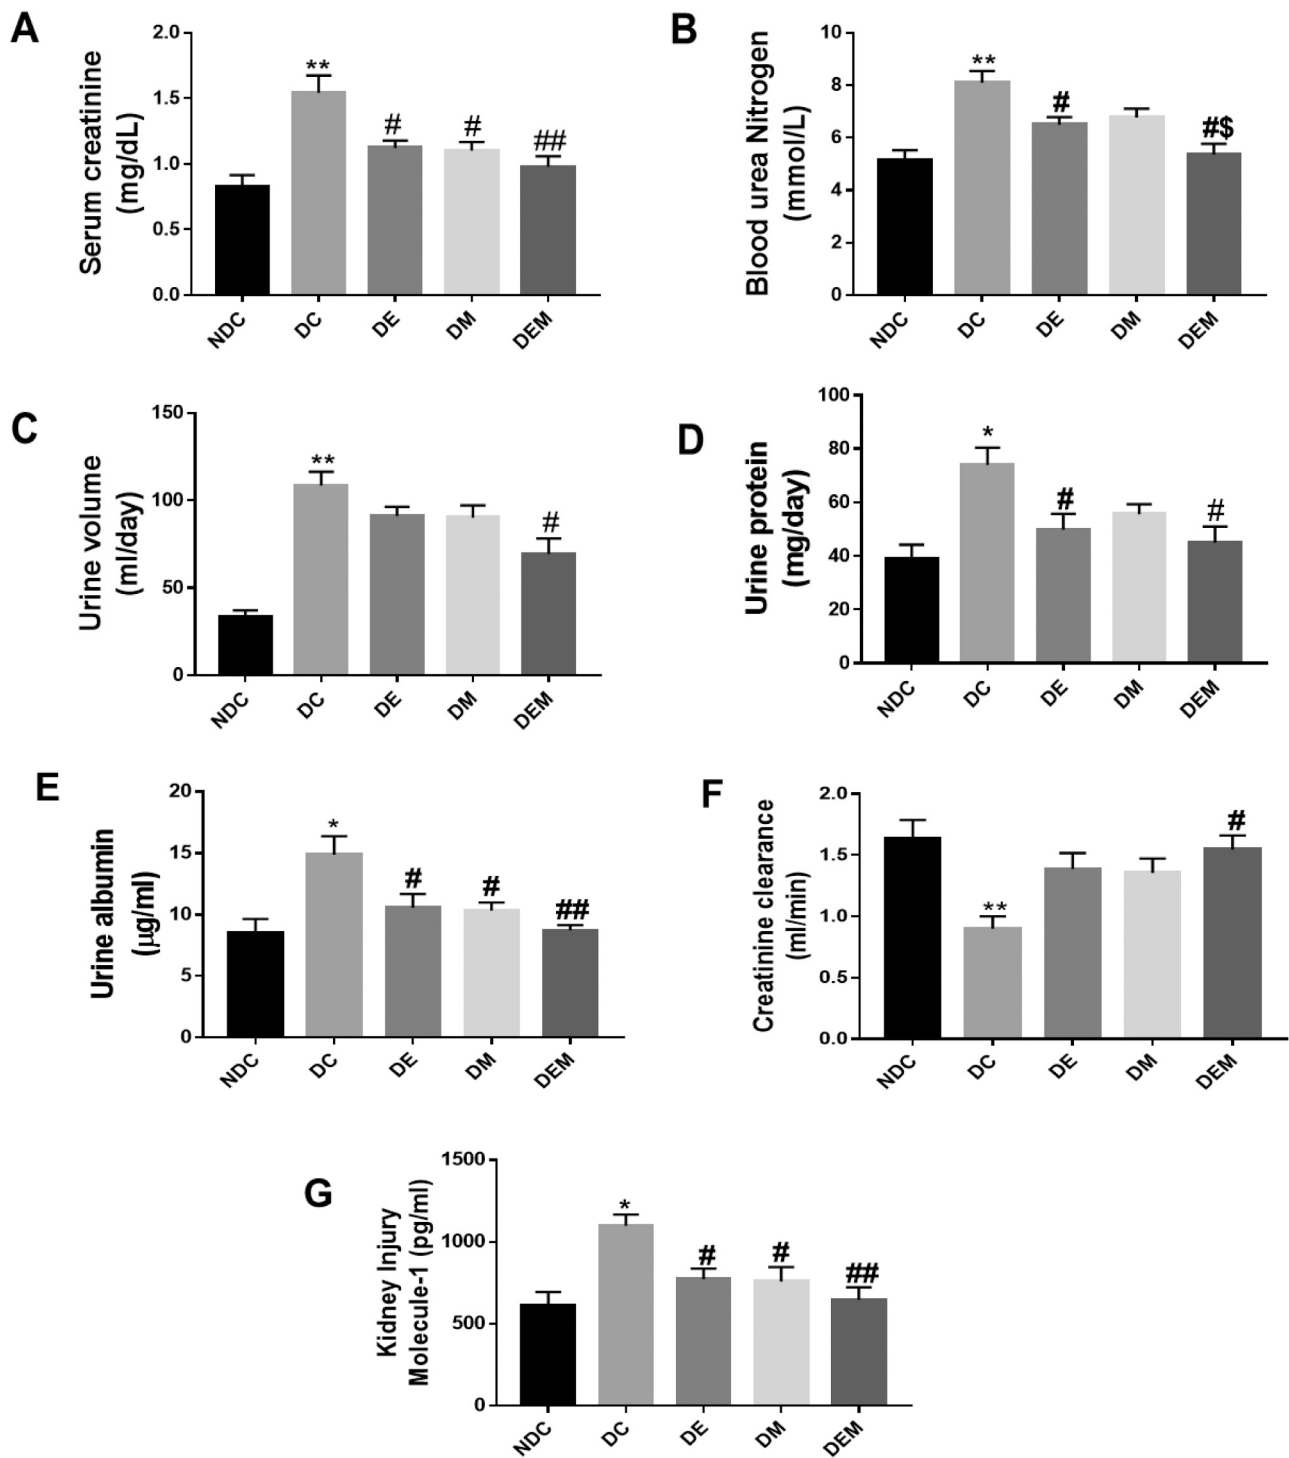 A
Serum creatinine
(mg/dL)
2.0
1.5
1.0
0.5
0.0
**
#
#
##
NDC
DC
DE
DM
DEM
B
Blood urea Nitrogen
(mmol/L)
10
8
6
4
2
0
**
#
#$
NDC
DC
DE
DM
DEM
C
Urine volume
(ml/day)
150
100
50
0
**
#
NDC
DC
DE
DM
DEM
D
Urine protein
(mg/day)
100
80
60
40
20
0
*
#
#
NDC
DC
DE
DM
DEM
E
Urine albumin
(µg/ml)
20
15
10
5
0
*
#
#
##
NDC
DC
DE
DM
DEM
F
Creatinine clearance
(ml/min)
2.0
1.5
1.0
0.5
0.0
**
#
NDC
DC
DE
DM
DEM
G
Kidney Injury
Molecule-1 (pg/ml)
1500
1000
500
0
*
#
#
##
NDC
DC
DE
DM
DEM